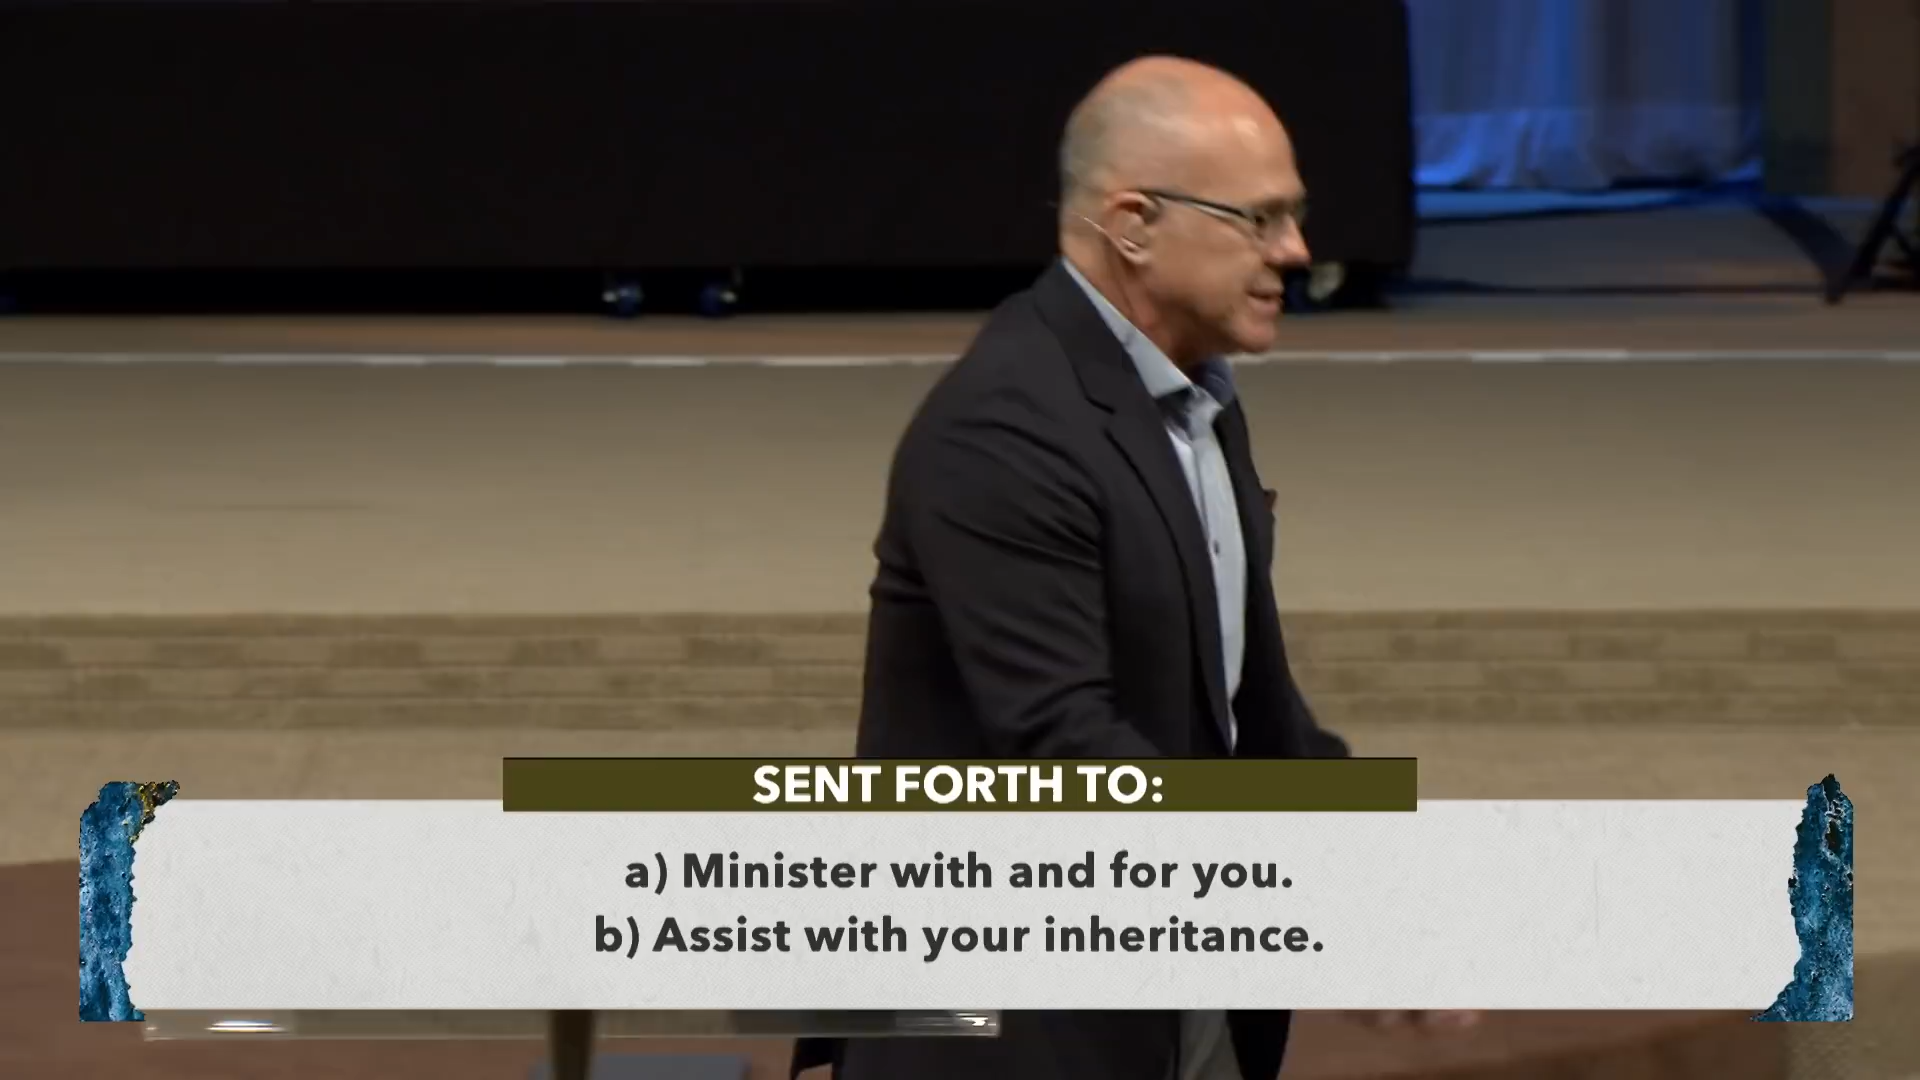 SENT FORTH TO:
a) Minister with and for you.
b) Assist with your inheritance.